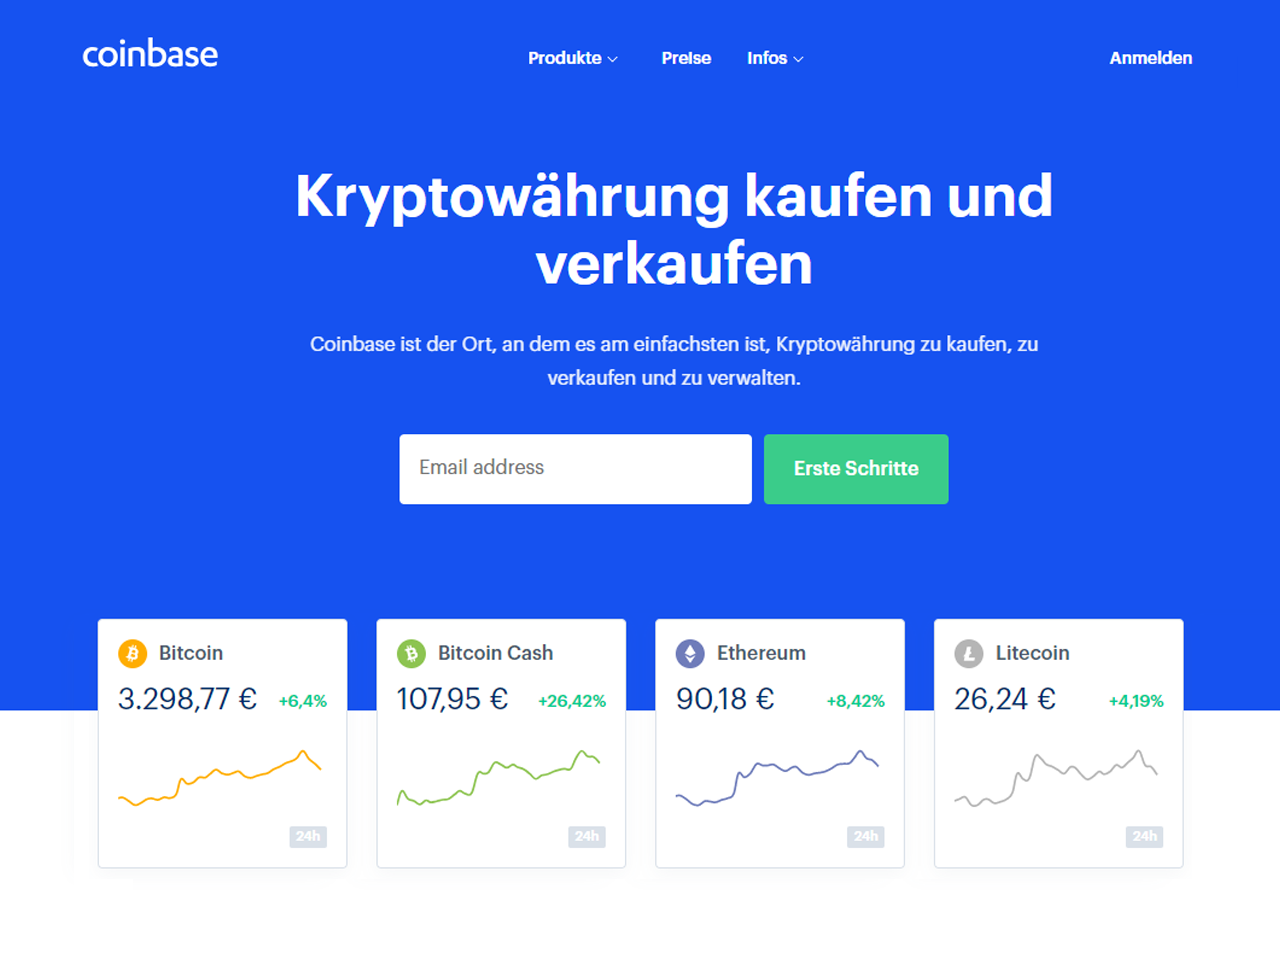 coinbase
Produkte
Preise
Infos
Anmelden
Kryptowährung kaufen und
verkaufen
Coinbase ist der Ort, an dem es am einfachsten ist, Kryptowährung zu kaufen, zu
verkaufen und zu verwalten.
Email address
Erste Schritte
Bitcoin
3.298,77 €
+6,4%
24h
Bitcoin Cash
107,95 €
+26,42%
24h
Ethereum
90,18 €
+8,42%
24h
Litecoin
26,24 €
+4,19%
24h